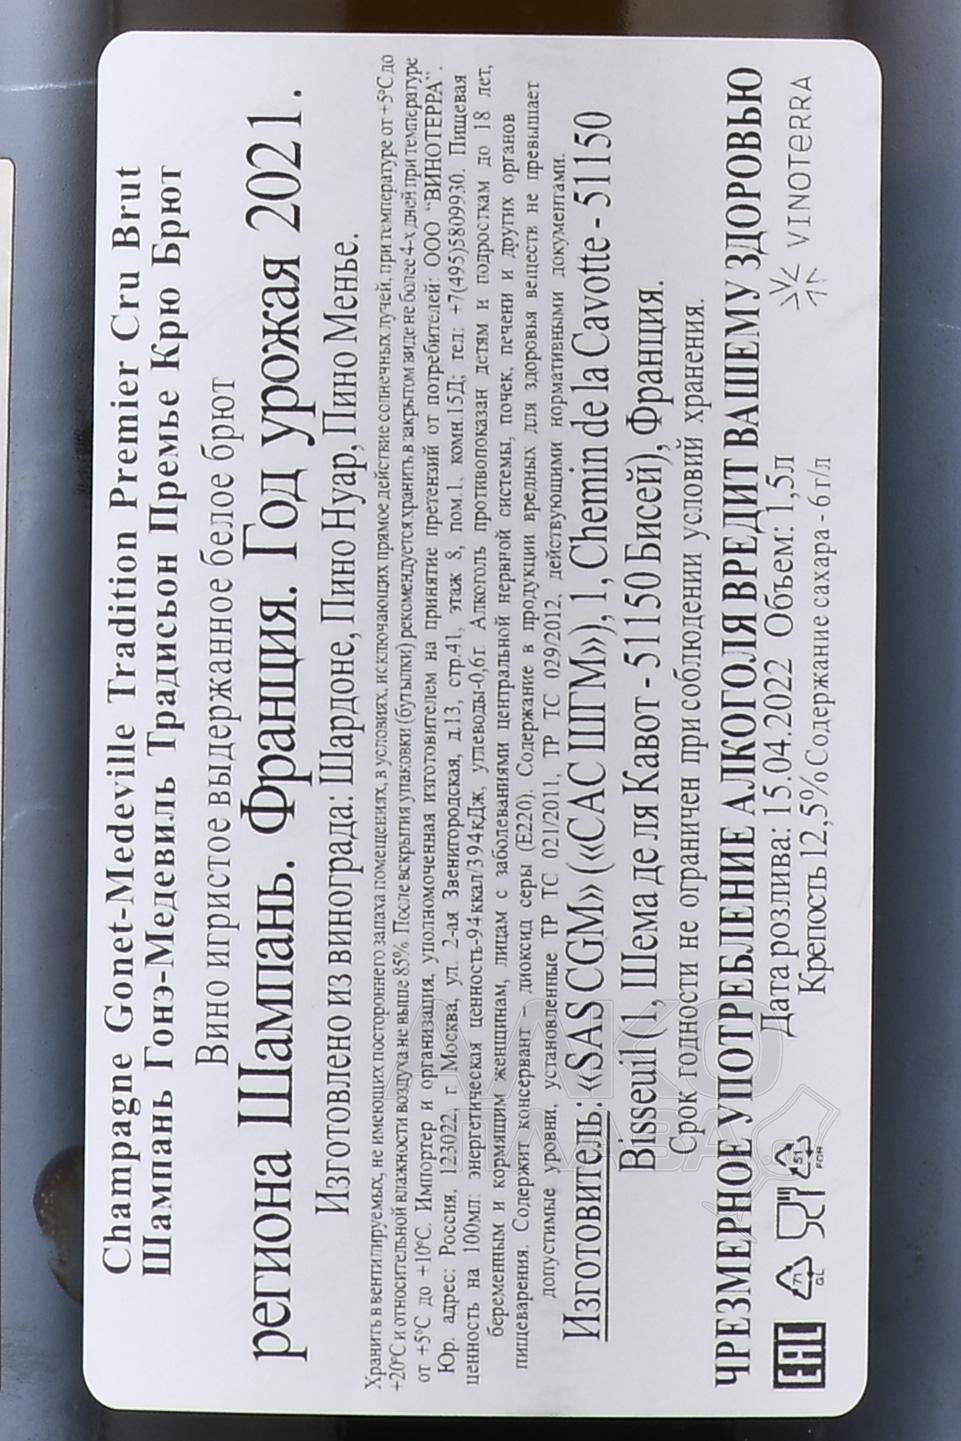 Champagne Gonet-Medeville Tradition Premier Cru Brut
Шампань Гонэ-Медевиль Традисьон Премье Крю Брют
Вино игристое выдержанное белое брют
региона Шампань. Франция. Год урожая 2021.
Изготовлено из винограда: Шардоне, Пино Нуар, Пино Менье.
Хранить в вентилируемых, не имеющих постороннего запаха помещениях, в условиях, исключающих прямое действие солнечных лучей, при температуре от +5°С до
+20°С и относительной влажности воздуха не выше 85%. После вскрытия упаковки (бутылки) рекомендуется хранить в закрытом виде не более 4-х дней при температуре
от +5°С до +10°С. Импортер и организация, уполномоченная изготовителем на принятие претензий от потребителей: ООО "ВИНОТЕРРА".
Юр. адрес: Россия, 123022, г. Москва, ул. 2-ая Звенигородская, д.13, стр.41, этаж 8, пом.1, комн.15Д; тел: +7(495)5809930. Пищевая
ценность на 100мл: энергетическая ценность-94ккал/394кДж, углеводы-0,6г. Алкоголь противопоказан детям и подросткам до 18 лет,
беременным и кормящим женщинам, лицам с заболеваниями центральной нервной системы, почек, печени и других органов
пищеварения. Содержит консервант – диоксид серы (Е220). Содержание в продукции вредных для здоровья веществ не превышает
допустимые уровни, установленные ТР ТС 021/2011, ТР ТС 029/2012, действующими нормативными документами.
Изготовитель: «SAS CGM» («САС ШГМ»), 1, Chemin de la Cavotte - 51150
Bisseuil (1, Шема де ля Кавот - 51150 Бисей), Франция.
Срок годности не ограничен при соблюдении условий хранения.
ЧРЕЗМЕРНОЕ УПОТРЕБЛЕНИЕ АЛКОГОЛЯ ВРЕДИТ ВАШЕМУ ЗДОРОВЬЮ
Дата розлива: 15.04.2022 Объем: 1,5л
Крепость 12,5% Содержание сахара - 6 г/л
EAC
71
GL
51
FOR
VINOTERRA